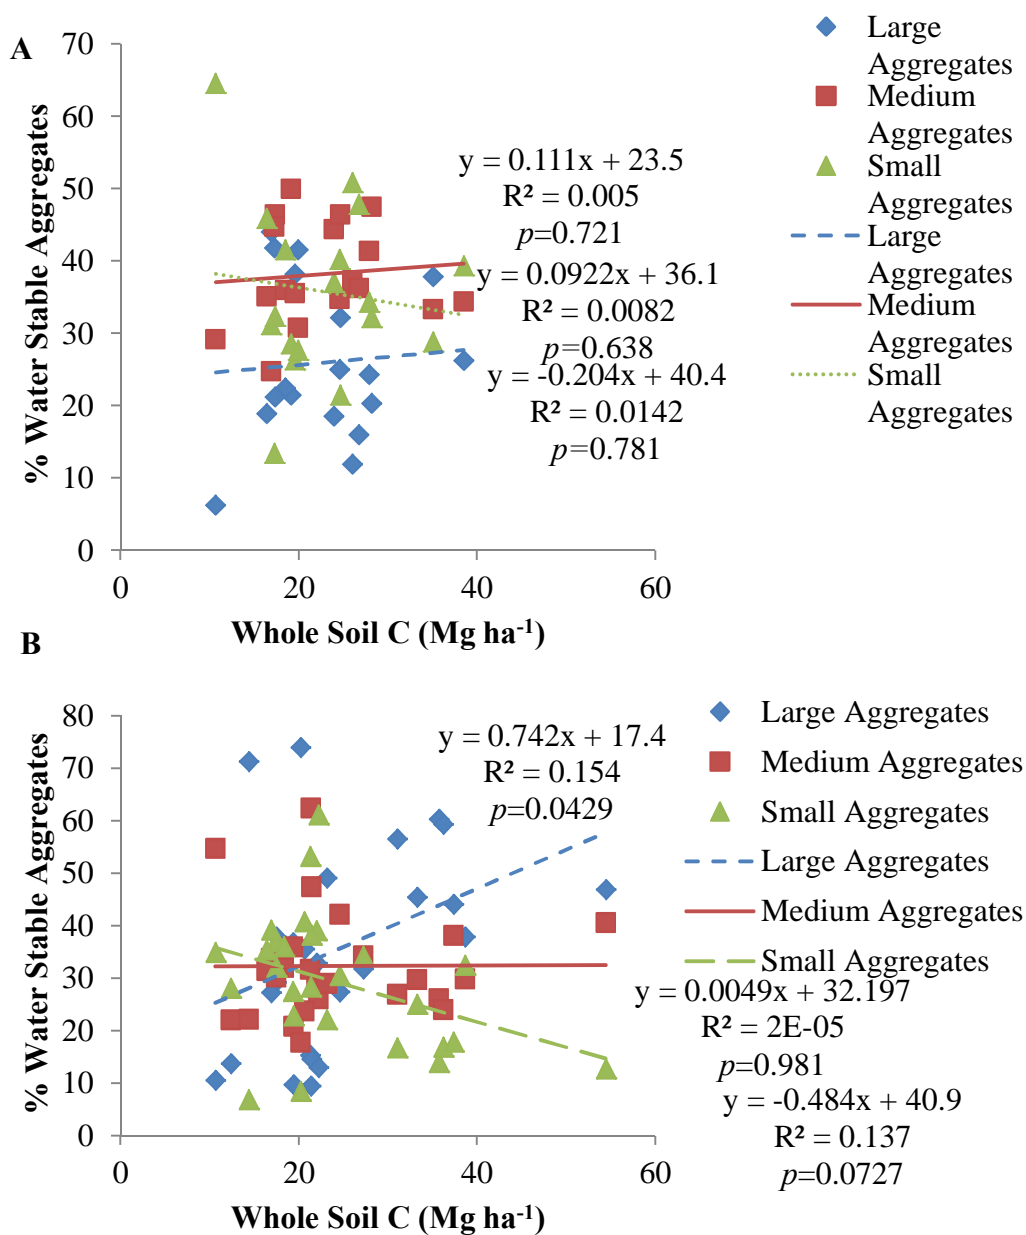 A
70
60
50
40
30
20
10
0
% Water Stable Aggregates
0
20
40
60
Whole Soil C (Mg ha⁻¹)
y = 0.111x + 23.5
R² = 0.005
p=0.721
y = 0.0922x + 36.1
R² = 0.0082
p=0.638
y = -0.204x + 40.4
R² = 0.0142
p=0.781
Large
Aggregates
Medium
Aggregates
Small
Aggregates
Large
Aggregates
Medium
Aggregates
Small
Aggregates
B
80
70
60
50
40
30
20
10
0
% Water Stable Aggregates
0
20
40
60
Whole Soil C (Mg ha⁻¹)
y = 0.742x + 17.4
R² = 0.154
p=0.0429
Large Aggregates
Medium Aggregates
Small Aggregates
Large Aggregates
Medium Aggregates
Small Aggregates
y = 0.0049x + 32.197
R² = 2E-05
p=0.981
y = -0.484x + 40.9
R² = 0.137
p=0.0727